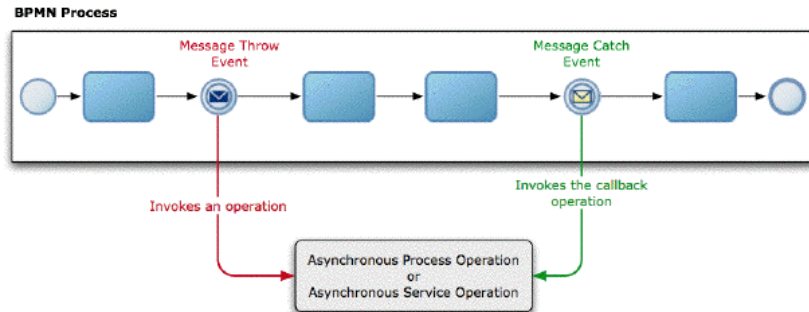 BPMN Process
Message Throw
Event
Message Catch
Event
Invokes an operation
Invokes the callback
operation
Asynchronous Process Operation
or
Asynchronous Service Operation